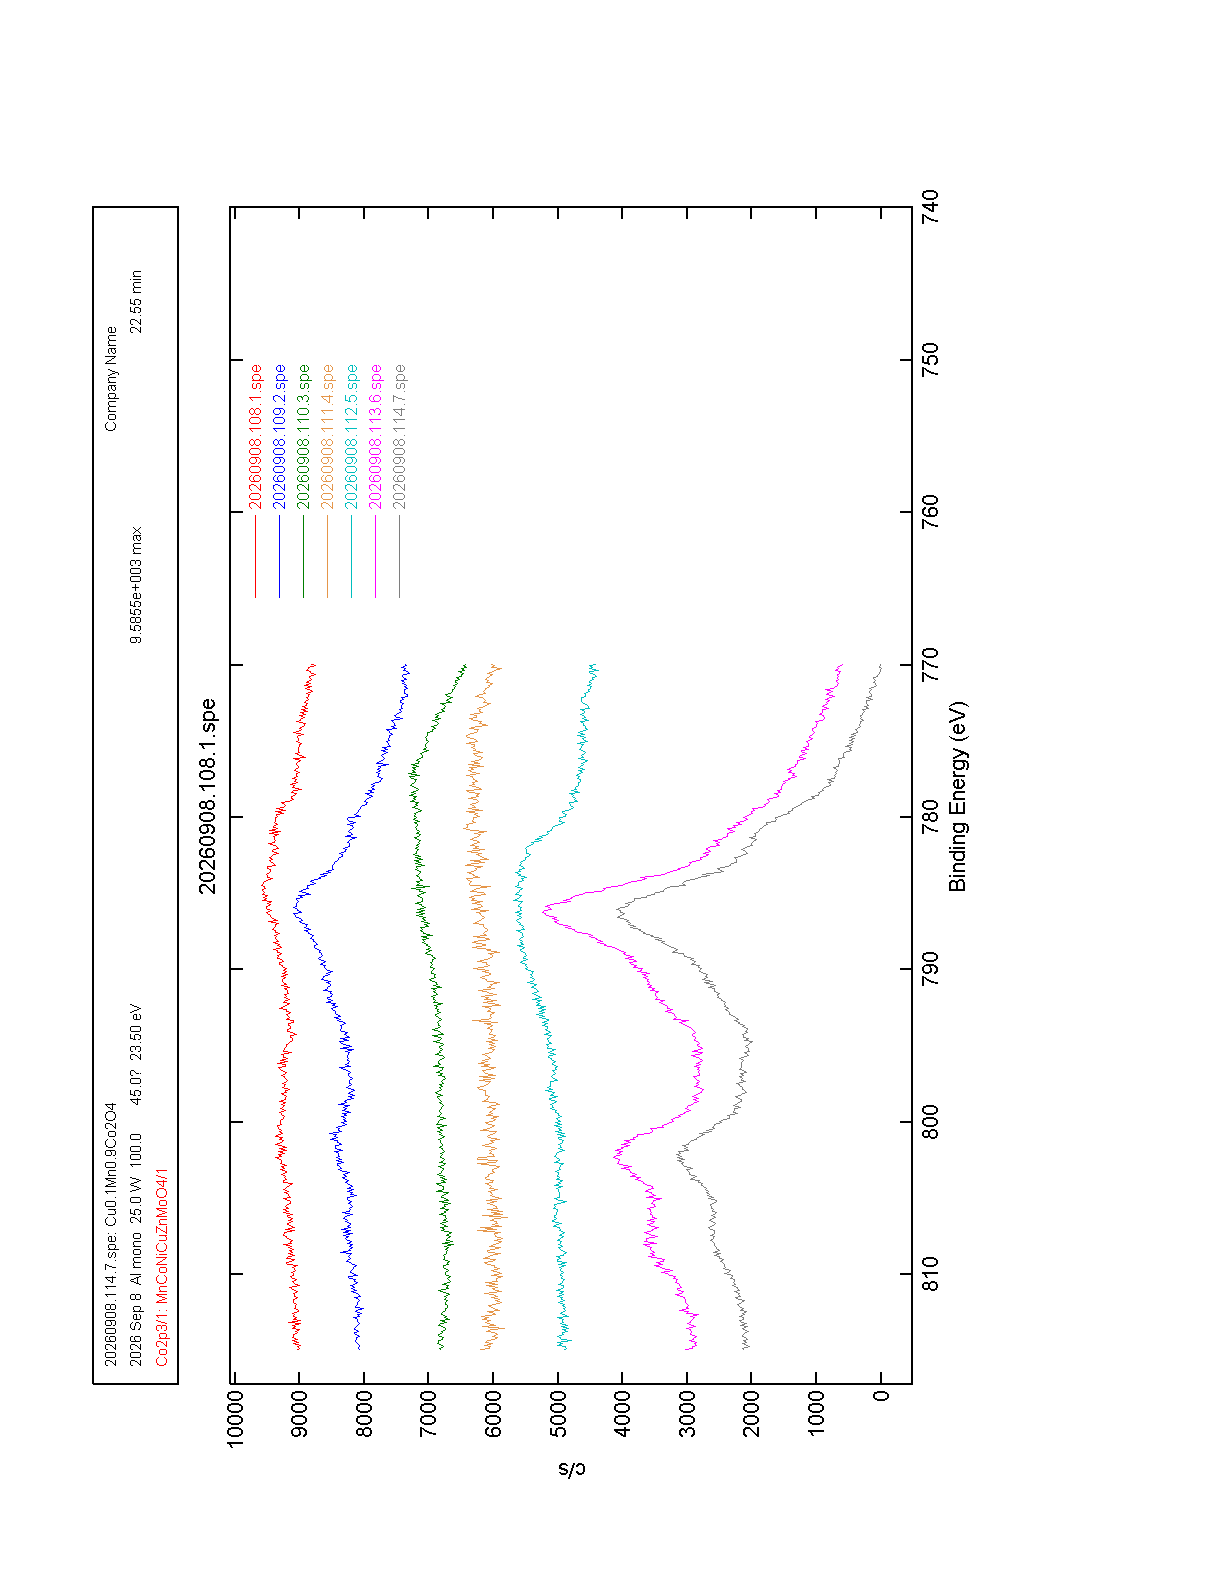 20260908.114.7.spe: Cu0.1Mn0.9Co2O4 Company Name
2026 Sep 8 Al mono 25.0 W 100.0 45.0? 23.50 eV 9.5855e+003 max 22.55 min
Co2p3/1: MnCoNiCuZnMoO4/1
20260908.108.1.spe
20260908.108.1.spe
20260908.109.2.spe
20260908.110.3.spe
20260908.111.4.spe
20260908.112.5.spe
20260908.113.6.spe
20260908.114.7.spe
10000
9000
8000
7000
6000
5000
4000
3000
2000
1000
0
c/s
810 800 790 780 770 760 750 740
Binding Energy (eV)